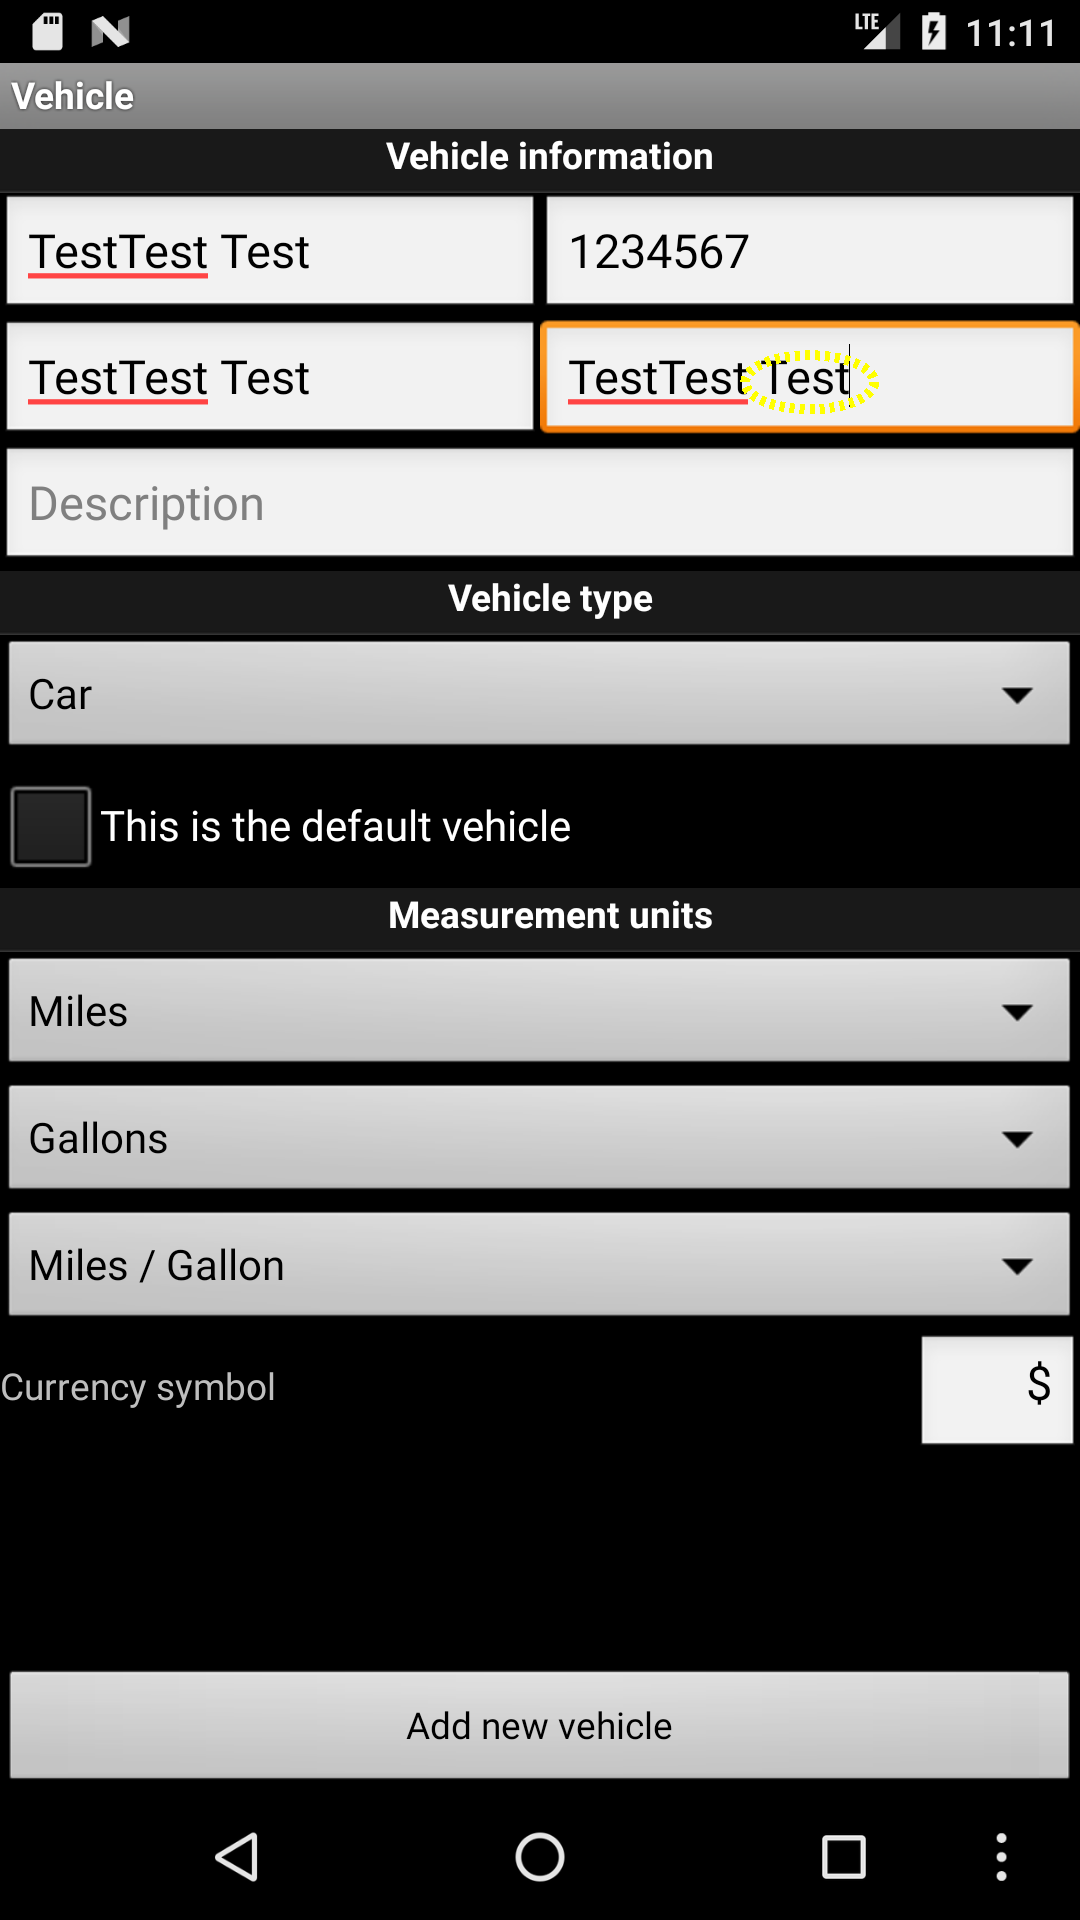 LTE 11:11
Vehicle
Vehicle information
TestTest Test 1234567
TestTest Test TestTest Test
Description
Vehicle type
Car
This is the default vehicle
Measurement units
Miles
Gallons
Miles / Gallon
Currency symbol $
Add new vehicle